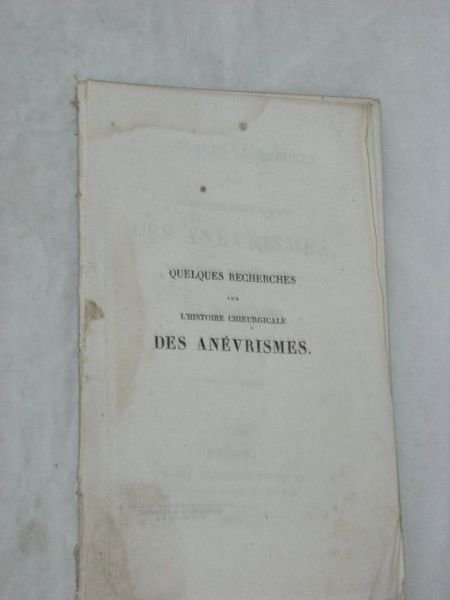 QUELQUES RECHERCHES
SUR
L'HISTOIRE CHIRURGICALE
DES ANÉVRISMES.